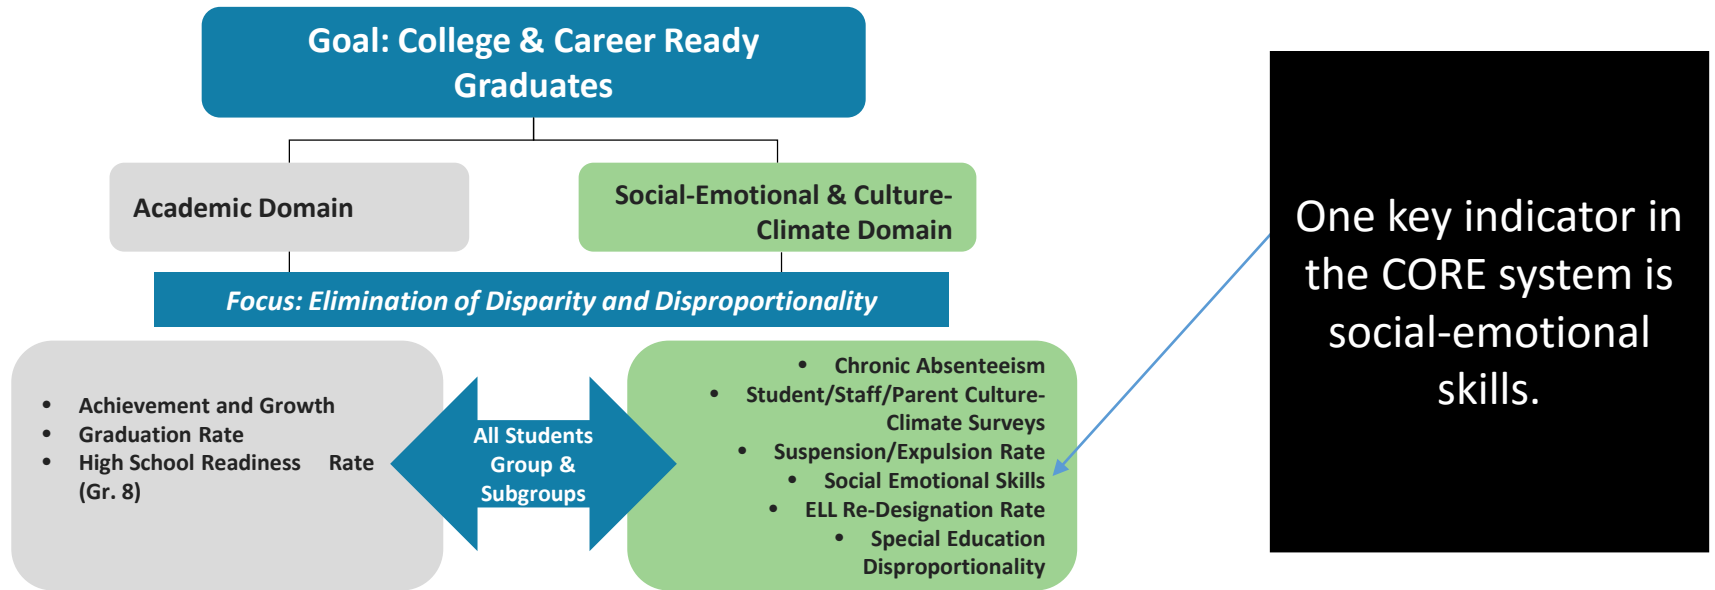 Goal: College & Career Ready
Graduates
Academic Domain
Social-Emotional & Culture-
Climate Domain
Focus: Elimination of Disparity and Disproportionality
• Achievement and Growth
• Graduation Rate
• High School Readiness Rate
(Gr. 8)
All Students
Group &
Subgroups
• Chronic Absenteeism
• Student/Staff/Parent Culture-
Climate Surveys
• Suspension/Expulsion Rate
• Social Emotional Skills
• ELL Re-Designation Rate
• Special Education
Disproportionality
One key indicator in
the CORE system is
social-emotional
skills.